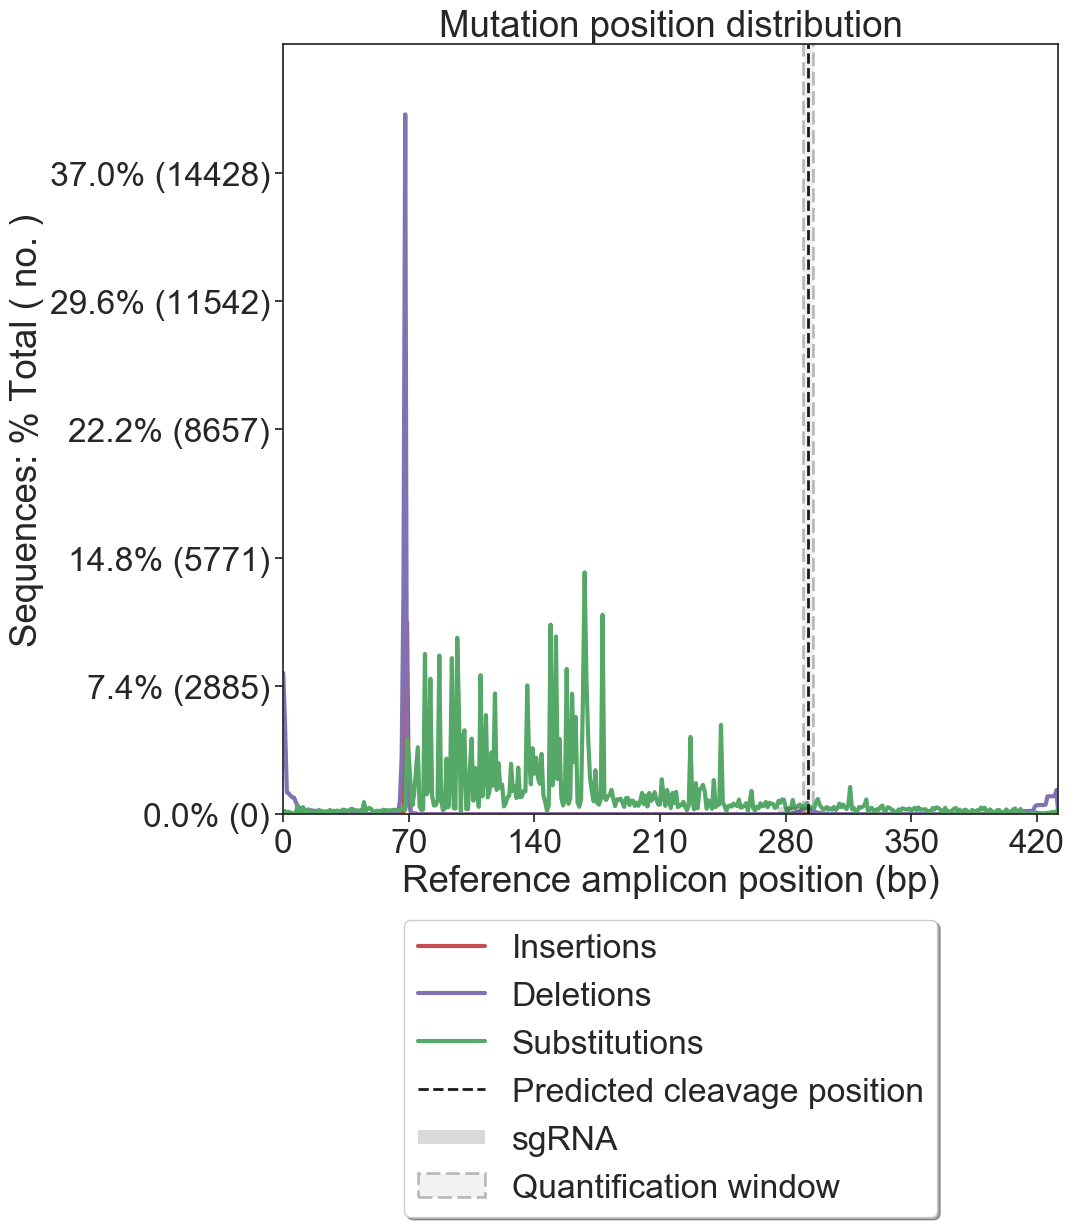 Mutation position distribution
Sequences: % Total ( no. )
37.0% (14428)
29.6% (11542)
22.2% (8657)
14.8% (5771)
7.4% (2885)
0.0% (0)
0 70 140 210 280 350 420
Reference amplicon position (bp)
Insertions
Deletions
Substitutions
Predicted cleavage position
sgRNA
Quantification window